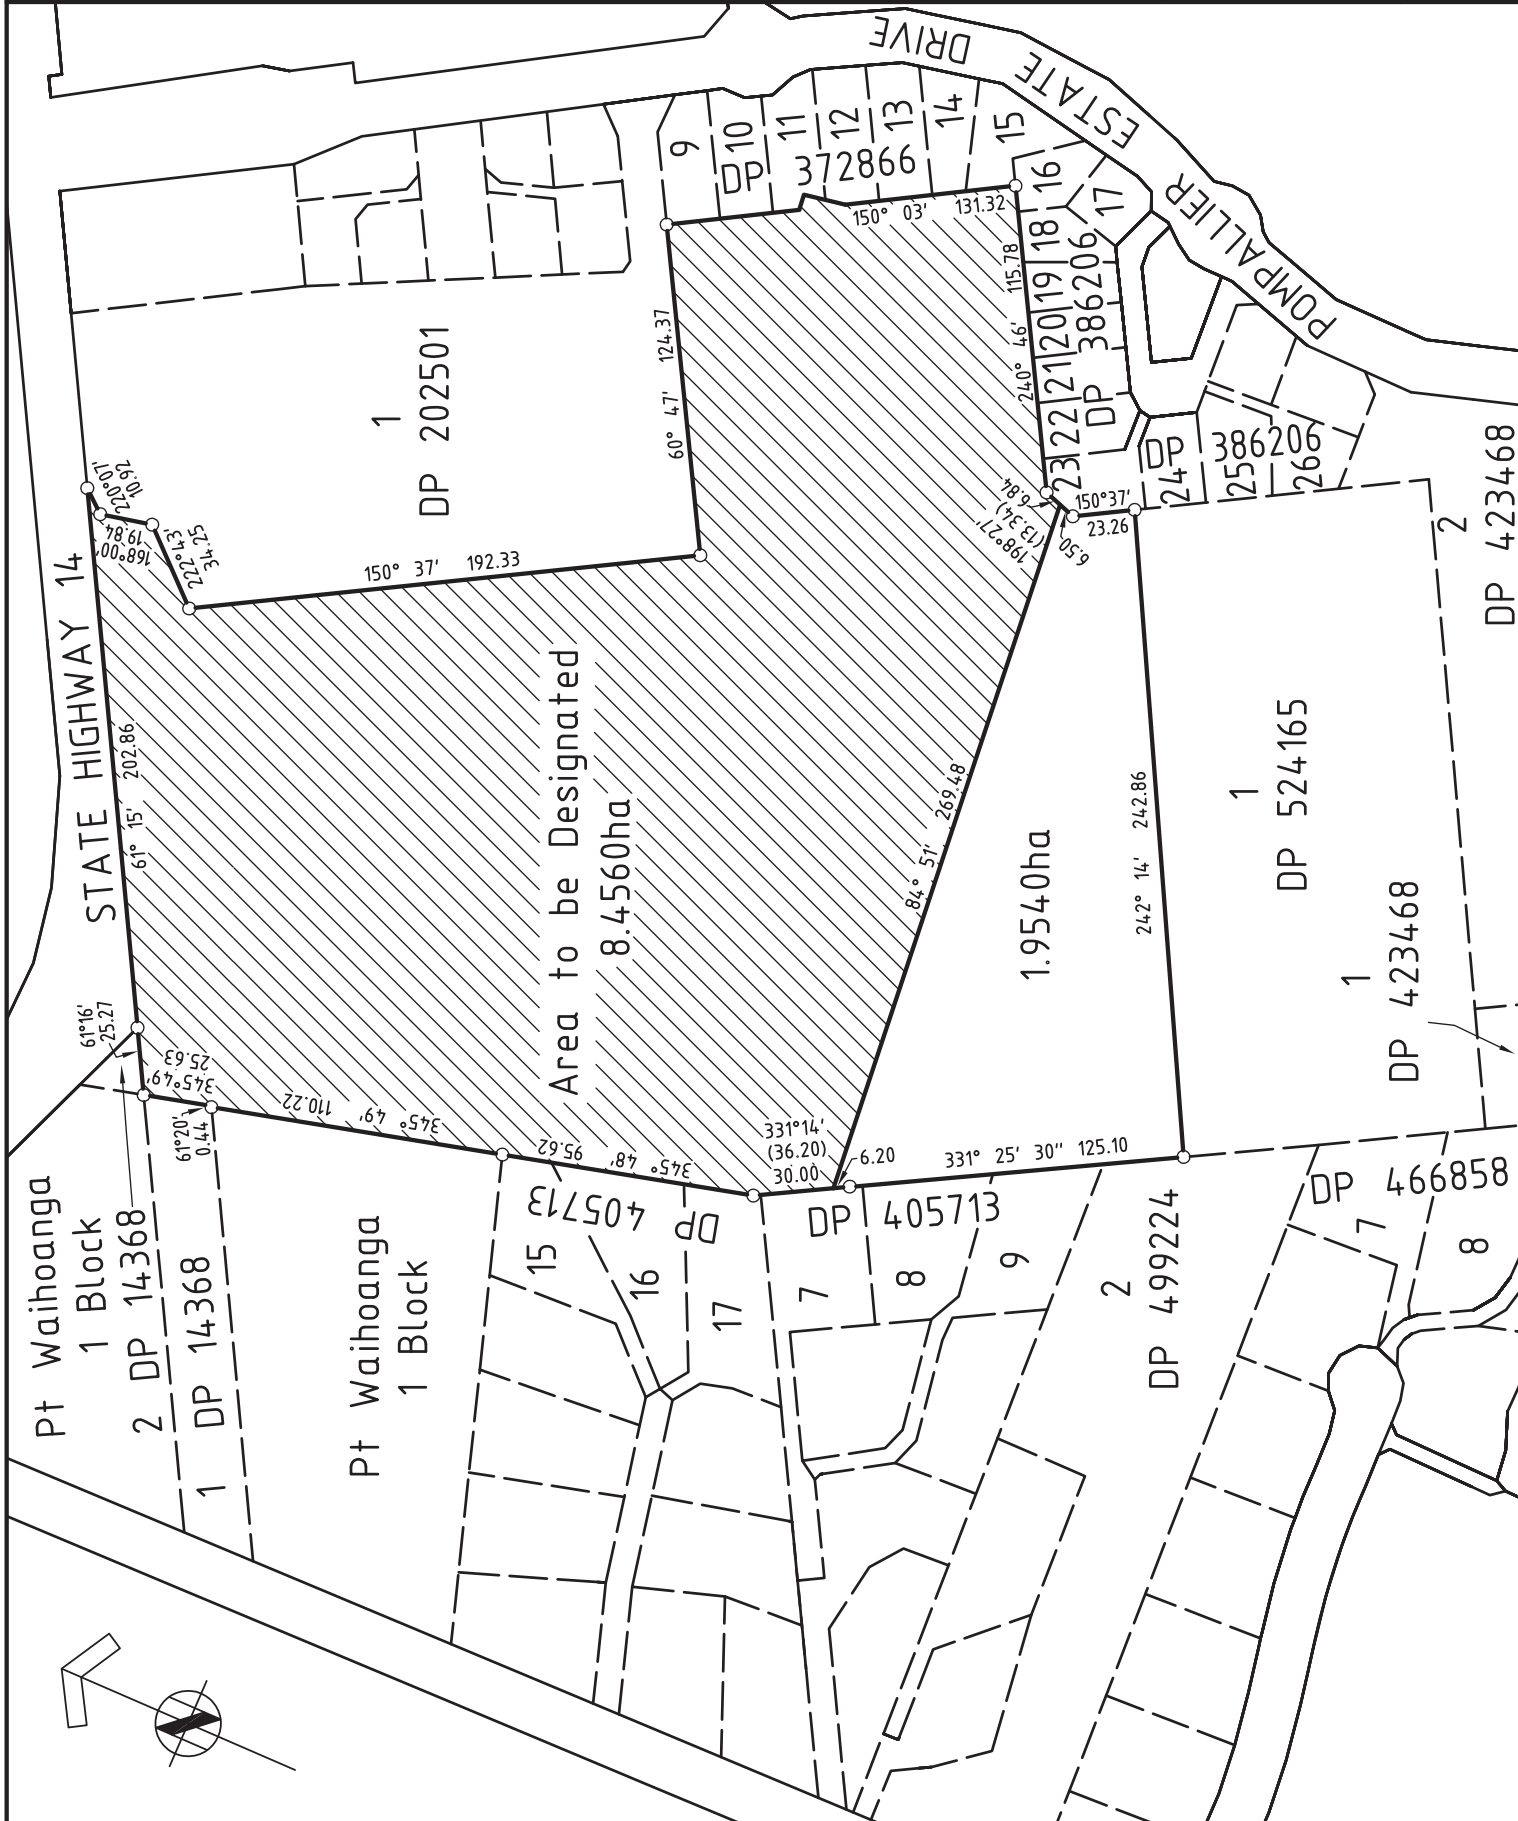 DRIVE
ESTATE
POMPALLIER
STATE HIGHWAY 14
9
10
11
12
13
14
15
DP 372866
16
17
18
19
20
21
22
23
DP 386206
DP 386206
24
25
26
150° 03' 131.32
115.78
240° 46'
124.37
60° 47'
1
DP 202501
220°07'
10.92
168°00'
19.84
222°43'
34.25
150° 37' 192.33
6.84
(13.34)
198°27'
6.50
150°37'
23.26
2
DP 423468
61° 15' 202.86
Area to be Designated
8.4560ha
84° 51' 269.48
1.9540ha
242° 14' 242.86
1
DP 524165
1
DP 423468
61°16'
25.27
345°49'
25.63
61°20'
0.44
345° 49' 110.22
345° 48' 95.62
331°14'
(36.20)
30.00
6.20
331° 25' 30" 125.10
Pt Waihoanga
1 Block
2 DP 14368
1 DP 14368
Pt Waihoanga
1 Block
DP 405713
15
16
17
DP 405713
7
8
9
2
DP 499224
DP 466858
7
8